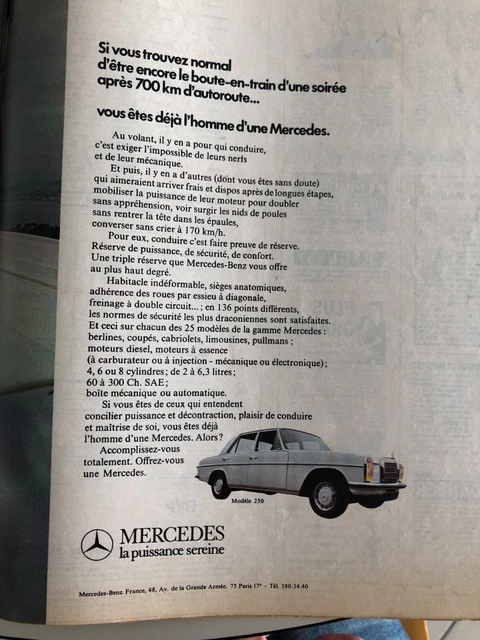 Si vous trouvez normal
d'être encore le boute-en-train d'une soirée
après 700 km d'autoroute...
vous êtes déjà l'homme d'une Mercedes.
Au volant, il y en a pour qui conduire,
c'est exiger l'impossible de leurs nerfs
et de leur mécanique.
Et puis, il y en a d'autres (dont vous êtes sans doute)
qui aimeraient arriver frais et dispos après de longues étapes,
mobiliser la puissance de leur moteur pour doubler
sans appréhension, voir surgir les nids de poules
sans rentrer la tête dans les épaules,
converser sans crier à 170 km/h.
Pour eux, conduire c'est faire preuve de réserve.
Réserve de puissance, de sécurité, de confort.
Une triple réserve que Mercedes-Benz vous offre
au plus haut degré.
Habitacle indéformable, sièges anatomiques,
adhérence des roues par essieu à diagonale,
freinage à double circuit...; en 136 points différents,
les normes de sécurité les plus draconiennes sont satisfaites.
Et ceci sur chacun des 25 modèles de la gamme Mercedes :
berlines, coupés, cabriolets, limousines, pullmans ;
moteurs diesel, moteurs à essence
(à carburateur ou à injection - mécanique ou électronique) ;
4, 6 ou 8 cylindres ; de 2 à 6,3 litres ;
60 à 300 Ch. SAE ;
boîte mécanique ou automatique.
Si vous êtes de ceux qui entendent
concilier puissance et décontraction, plaisir de conduire
et maîtrise de soi, vous êtes déjà
l'homme d'une Mercedes. Alors?
Accomplissez-vous
totalement. Offrez-vous
une Mercedes.
Modèle 250
MERCEDES
la puissance sereine
Mercedes-Benz France, 48, Av. de la Grande Armée. 75 Paris 17e - Tél. 380.34.40